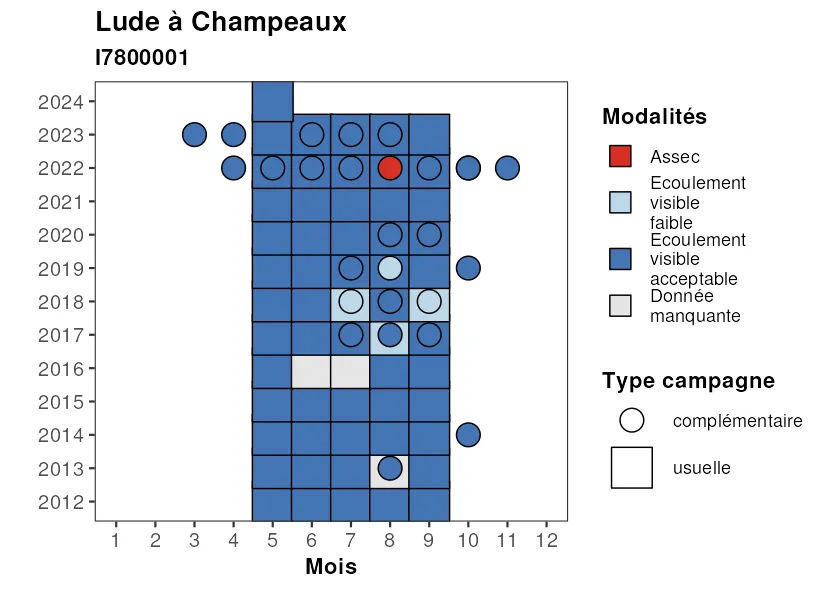 Lude à Champeaux
I7800001
2024
2023
2022
2021
2020
2019
2018
2017
2016
2015
2014
2013
2012
1 2 3 4 5 6 7 8 9 10 11 12
Mois
Modalités
Assec
Ecoulement
visible
faible
Ecoulement
visible
acceptable
Donnée
manquante
Type campagne
complémentaire
usuelle